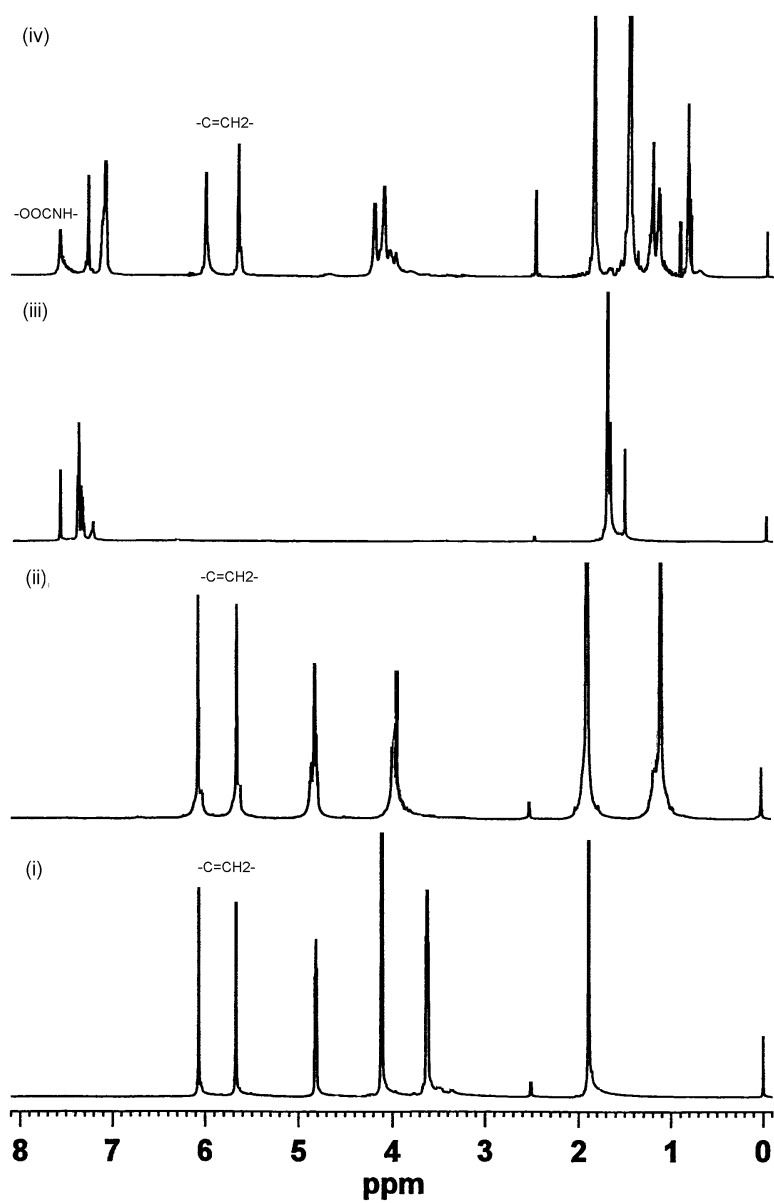 (iv)
-C=CH2-
-OOCNH-
(iii)
(ii)
-C=CH2-
(i)
-C=CH2-
8 7 6 5 4 3 2 1 0
ppm